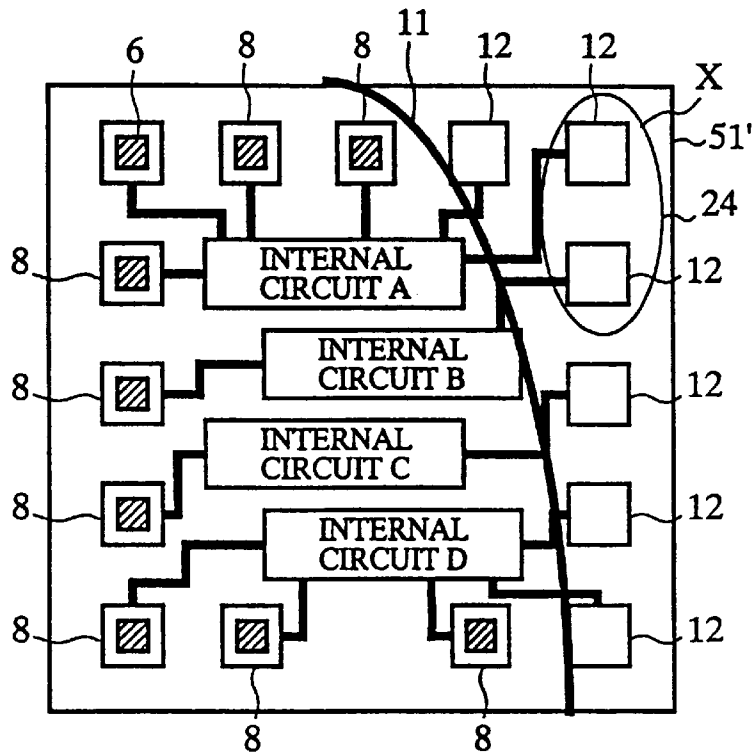 6 8 8 11 12 12 X
51'
24
8 INTERNAL
CIRCUIT A 12
INTERNAL
CIRCUIT B
8 12
INTERNAL
CIRCUIT C
8 12
INTERNAL
CIRCUIT D
8 12
8 8